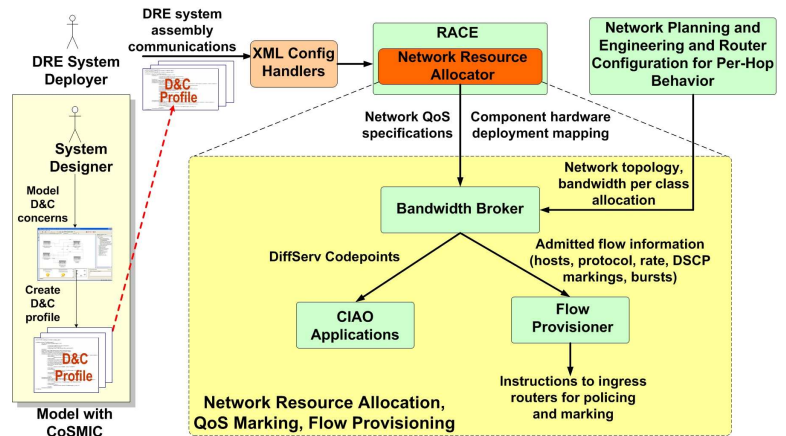 DRE System
Deployer
DRE system
assembly
communications
D&C
Profile
XML Config
Handlers
RACE
Network Resource
Allocator
Network Planning and
Engineering and Router
Configuration for Per-Hop
Behavior
System
Designer
Model
D&C
concerns
Create
D&C
profile
D&C
Profile
Model with
CoSMIC
Network QoS
specifications
Component hardware
deployment mapping
Network topology,
bandwidth per class
allocation
Bandwidth Broker
DiffServ Codepoints
Admitted flow information
(hosts, protocol, rate, DSCP
markings, bursts)
CIAO
Applications
Flow
Provisioner
Instructions to ingress
routers for policing
and marking
Network Resource Allocation,
QoS Marking, Flow Provisioning